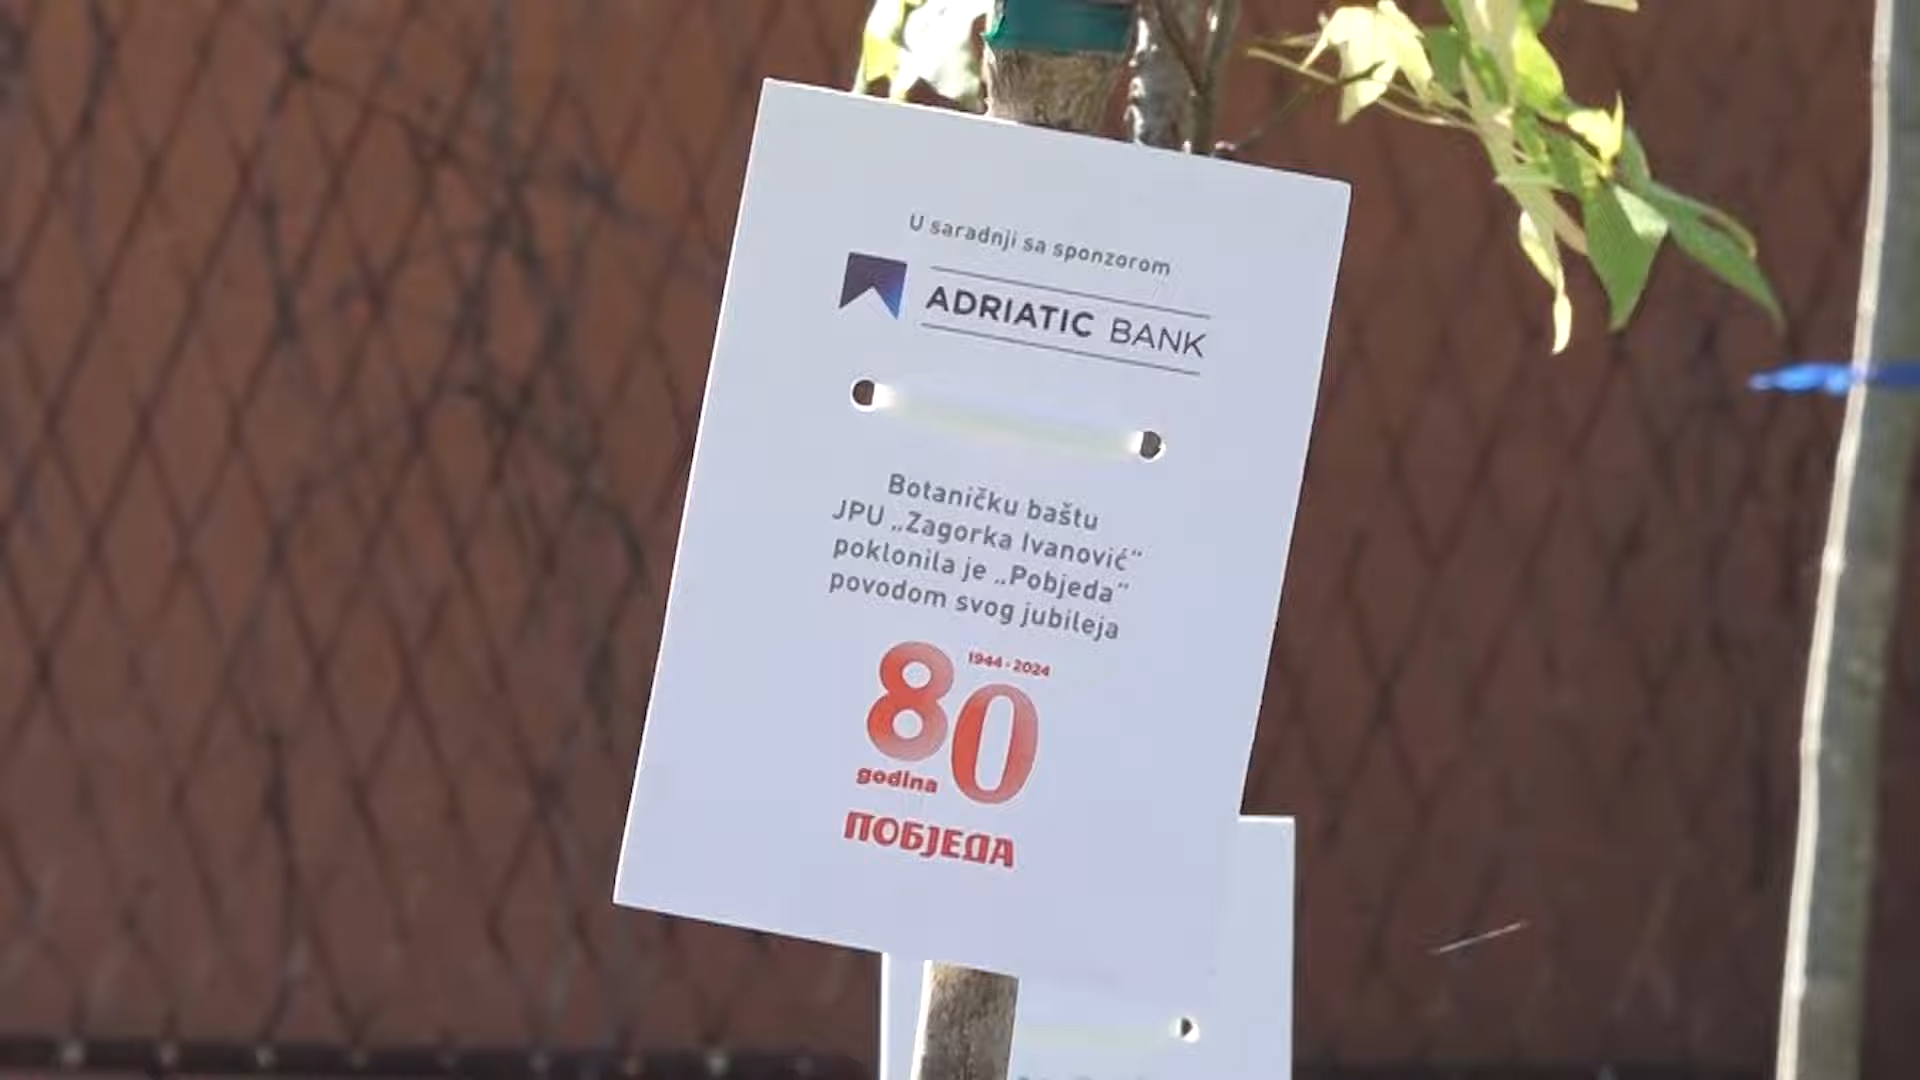 U saradnji sa sponzorom
ADRIATIC BANK
Botaničku baštu
JPU „Zagorka Ivanović“
poklonila je „Pobjeda“
povodom svog jubileja
80 1944 - 2024
godina
ПОБЈЕДА